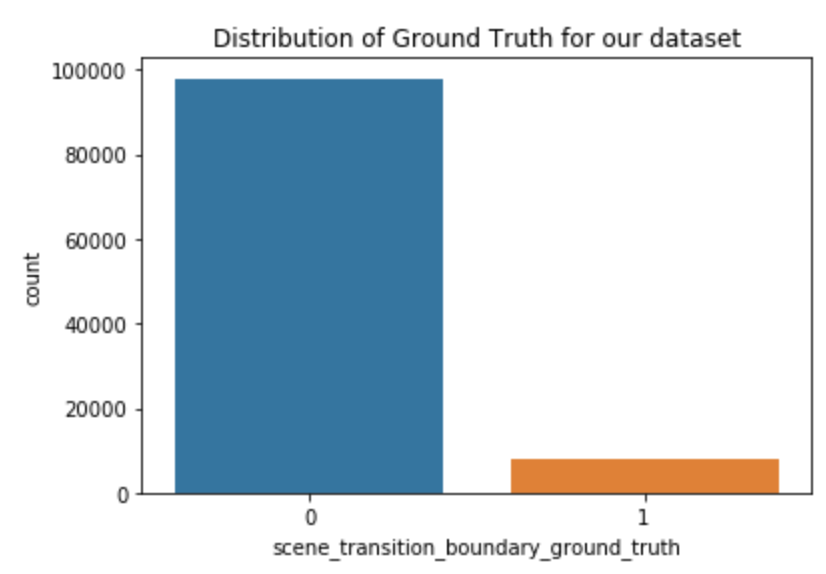 Distribution of Ground Truth for our dataset
100000
80000
60000
40000
20000
0
count
0 1
scene_transition_boundary_ground_truth